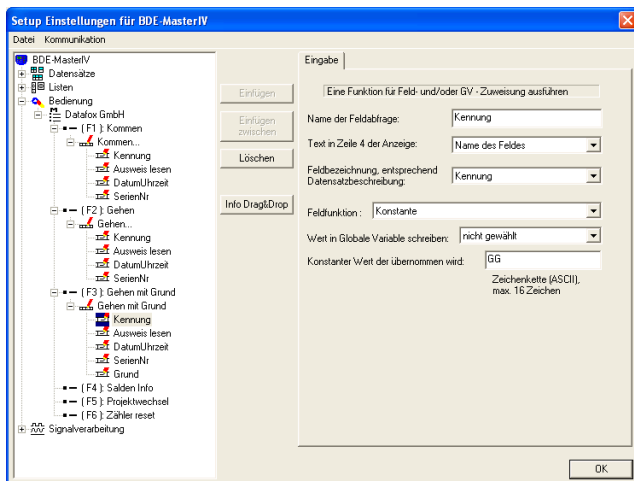 Setup Einstellungen für BDE-MasterIV
Datei Kommunikation
BDE-MasterIV
Datensätze
Listen
Bedienung
Datafox GmbH
(F1 ): Kommen
Kommen...
Kennung
Ausweis lesen
DatumUhrzeit
SerienNr
(F2 ): Gehen
Gehen...
Kennung
Ausweis lesen
DatumUhrzeit
SerienNr
(F3 ): Gehen mit Grund
Gehen mit Grund
Kennung
Ausweis lesen
DatumUhrzeit
SerienNr
Grund
(F4 ): Salden Info
(F5 ): Projektwechsel
(F6 ): Zähler reset
Signalverarbeitung
Einfügen
Einfügen
zwischen
Löschen
Info Drag&Drop
Eingabe
Eine Funktion für Feld- und/oder GV - Zuweisung ausführen
Name der Feldabfrage: Kennung
Text in Zeile 4 der Anzeige: Name des Feldes
Feldbezeichnung, entsprechend
Datensatzbeschreibung: Kennung
Feldfunktion : Konstante
Wert in Globale Variable schreiben: nicht gewählt
Konstanter Wert der übernommen wird: GG
Zeichenkette (ASCII),
max. 16 Zeichen
OK